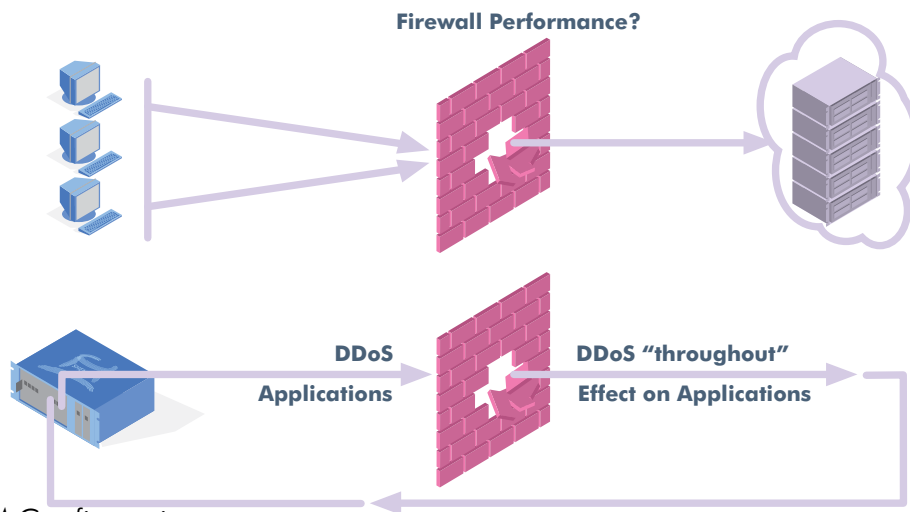 Firewall Performance?
DDoS
Applications
DDoS “throughout”
Effect on Applications